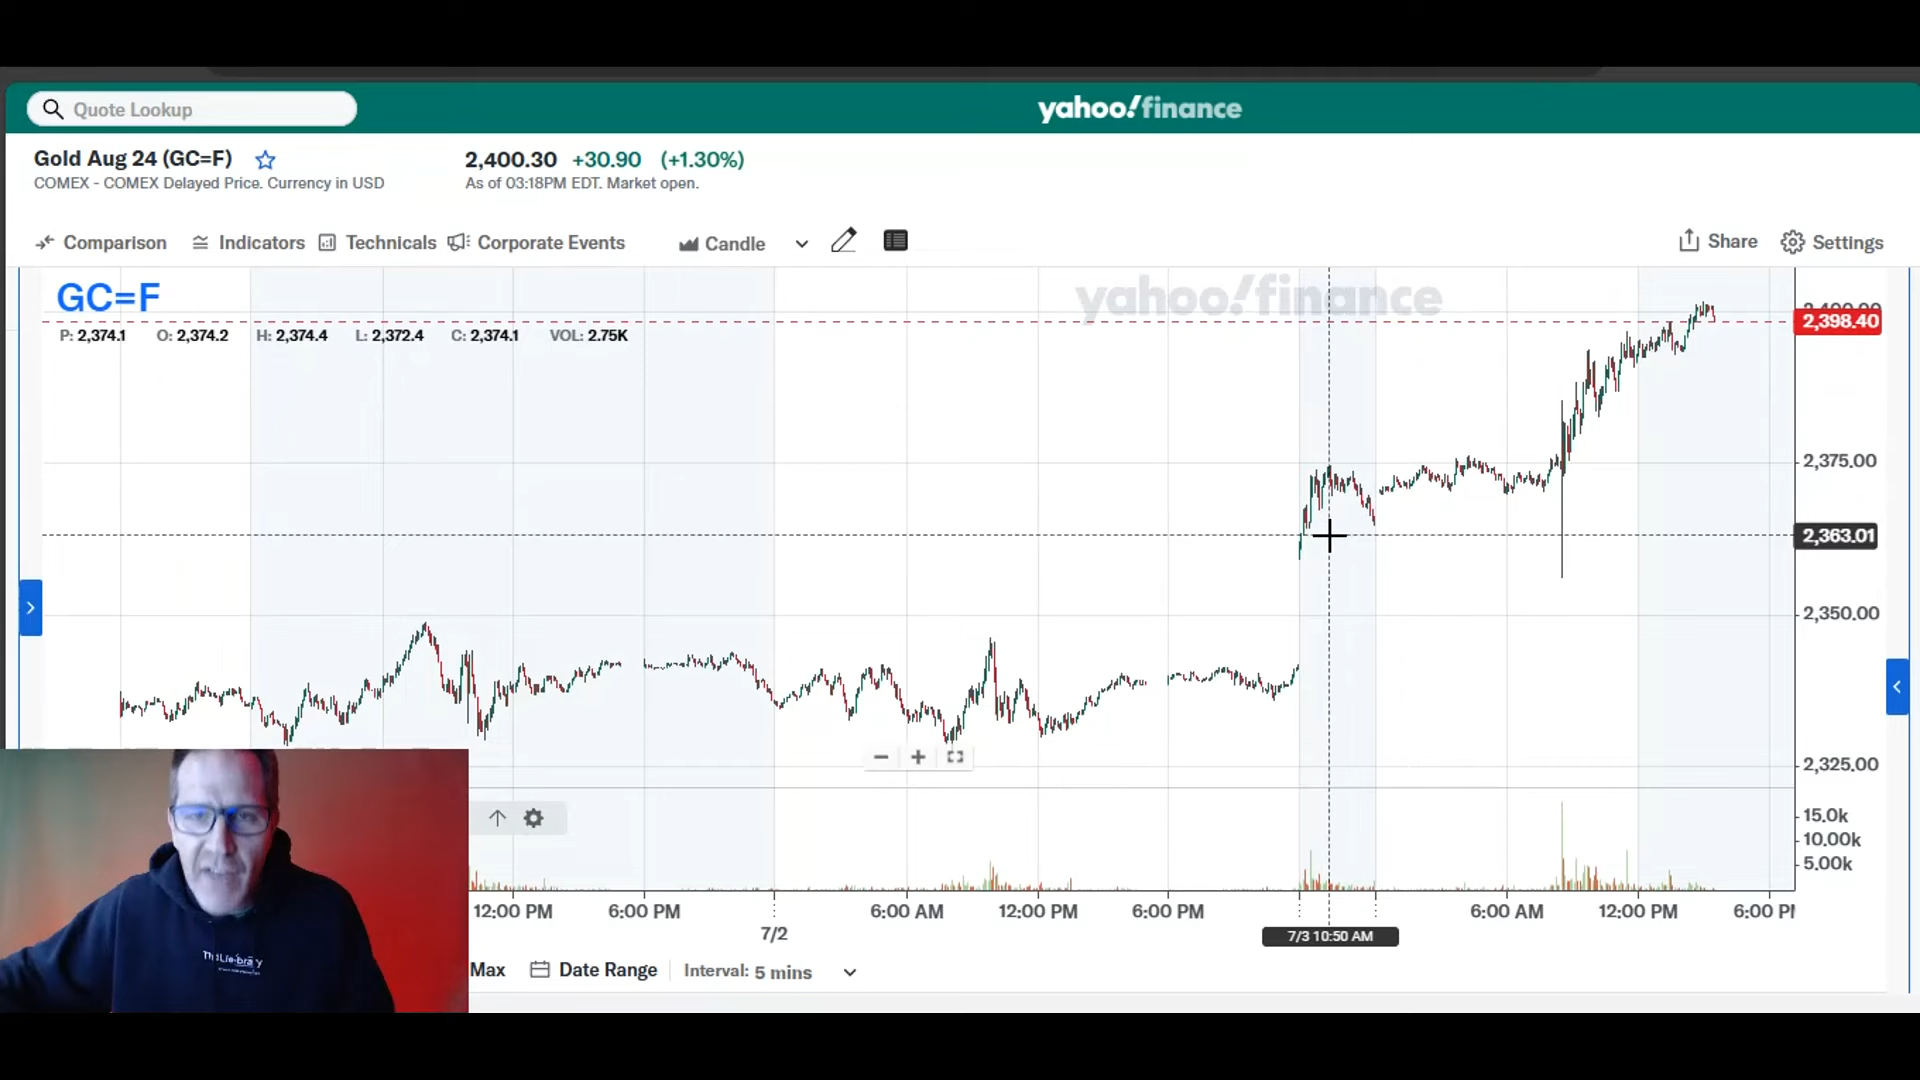 Quote Lookup
yahoo!finance
Gold Aug 24 (GC=F)
2,400.30 +30.90 (+1.30%)
COMEX - COMEX Delayed Price. Currency in USD
As of 03:18PM EDT. Market open.
Comparison Indicators Technicals Corporate Events Candle Share Settings
GC=F
yahoo!finance
2,398.40
P: 2,374.1 O: 2,374.2 H: 2,374.4 L: 2,372.4 C: 2,374.1 VOL: 2.75K
2,375.00
2,363.01
2,350.00
2,325.00
15.0k
10.00k
5.00k
12:00 PM 6:00 PM 6:00 AM 12:00 PM 6:00 PM 6:00 AM 12:00 PM 6:00 PM
7/2
7/3 10:50 AM
Max Date Range Interval: 5 mins